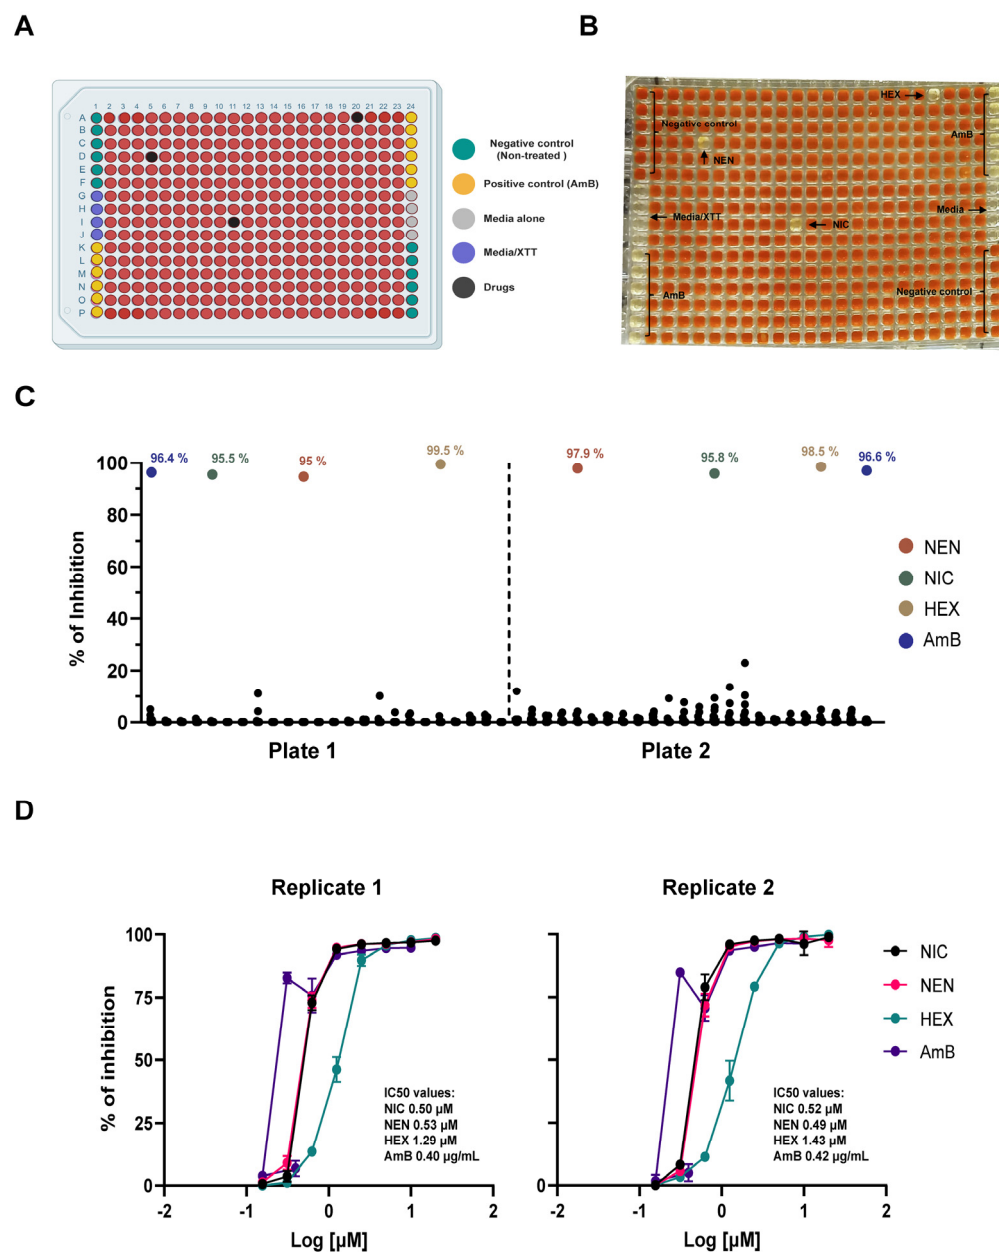 A
B
1 2 3 4 5 6 7 8 9 10 11 12 13 14 15 16 17 18 19 20 21 22 23 24
A
B
C
D
E
F
G
H
I
J
K
L
M
N
O
P
Negative control
(Non-treated )
Positive control (AmB)
Media alone
Media/XTT
Drugs
HEX
Negative control
AmB
NEN
Media
Media/XTT
NIC
AmB
Negative control
C
% of Inhibition
100
80
60
40
20
0
96.4 %
95.5 %
95 %
99.5 %
97.9 %
95.8 %
98.5 %
96.6 %
Plate 1
Plate 2
NEN
NIC
HEX
AmB
D
Replicate 1
% of inhibition
100
75
50
25
0
IC50 values:
NIC 0.50 µM
NEN 0.53 µM
HEX 1.29 µM
AmB 0.40 µg/mL
-2 -1 0 1 2
Log [µM]
Replicate 2
100
75
50
25
0
IC50 values:
NIC 0.52 µM
NEN 0.49 µM
HEX 1.43 µM
AmB 0.42 µg/mL
-2 -1 0 1 2
Log [µM]
NIC
NEN
HEX
AmB